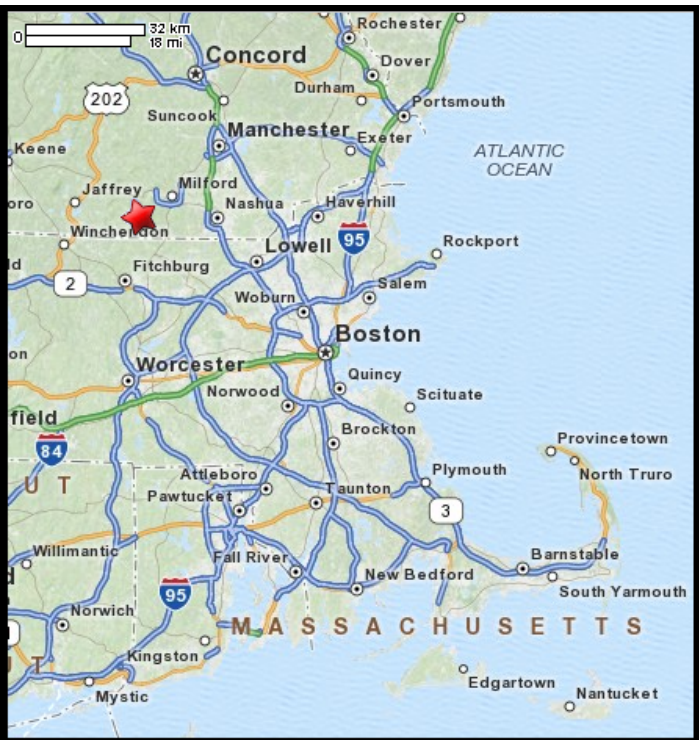 0
32 km
18 mi
Rochester
Concord
Dover
202
Durham
Portsmouth
Suncook
Manchester
Exeter
Keene
ATLANTIC
OCEAN
Jaffrey
Milford
oro
Nashua
Haverhill
Winchendon
95
Lowell
Rockport
ld
Fitchburg
2
Salem
Woburn
Boston
on
Worcester
Quincy
Norwood
Scituate
field
Brockton
84
Provincetown
Attleboro
Plymouth
North Truro
U T
Pawtucket
Taunton
3
Willimantic
Fall River
Barnstable
d
New Bedford
95
South Yarmouth
Norwich
MASSACHUSETTS
UT
Kingston
Edgartown
Mystic
Nantucket